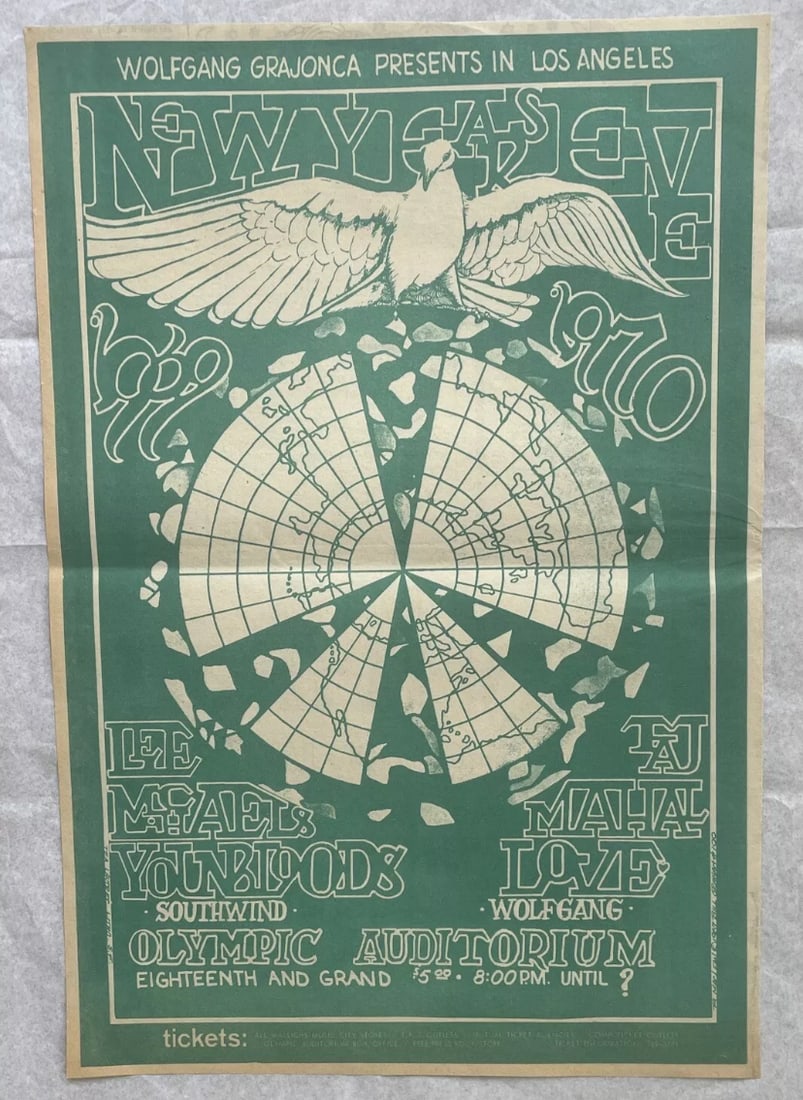 WOLFGANG GRAJONCA PRESENTS IN LOS ANGELES
NEW YEARS EVE
1969
1970
LEE MICHAELS
TAJ MAHAL
YOUNBLOODS
LOVE
· SOUTHWIND ·
· WOLFGANG ·
OLYMPIC AUDITORIUM
EIGHTEENTH AND GRAND $5.00 · 8:00 P.M. UNTIL ?
tickets: